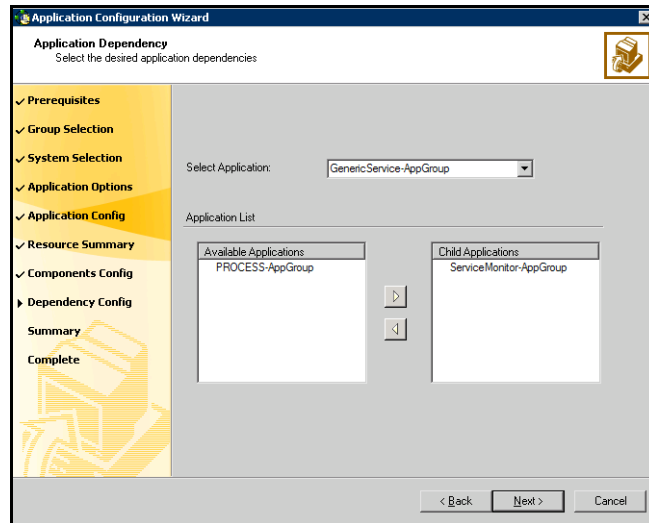 Application Configuration Wizard
Application Dependency
Select the desired application dependencies
Prerequisites
Group Selection
System Selection
Application Options
Application Config
Resource Summary
Components Config
Dependency Config
Summary
Complete
Select Application:
GenericService-AppGroup
Application List
Available Applications
PROCESS-AppGroup
Child Applications
ServiceMonitor-AppGroup
< Back
Next >
Cancel